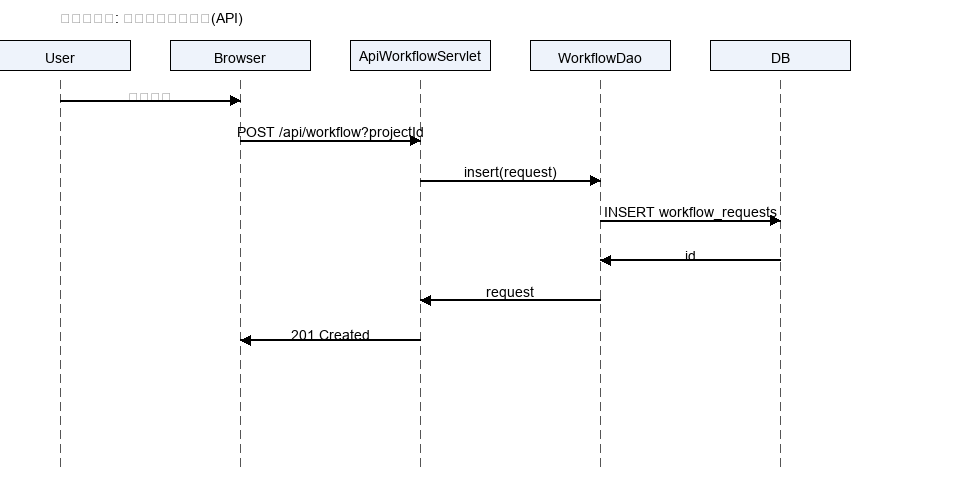 (API)
User
Browser
ApiWorkflowServlet
WorkflowDao
DB
POST /api/workflow?projectId
insert(request)
INSERT workflow_requests
id
request
201 Created